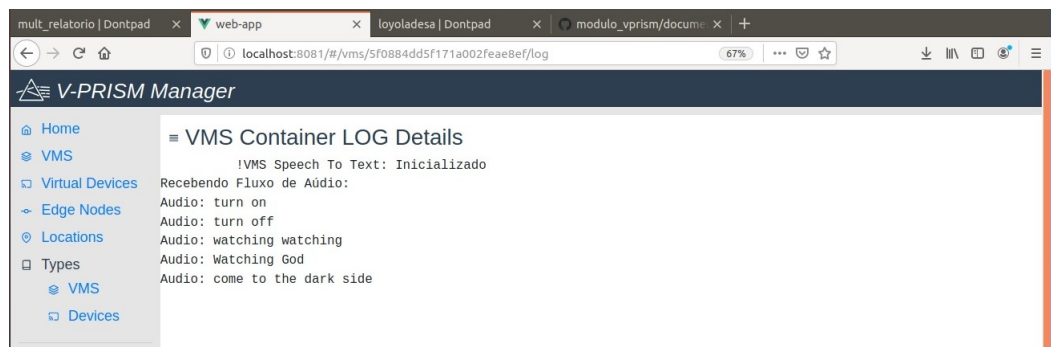 mult_relatorio | Dontpad
web-app
loyoladesa | Dontpad
modulo_vprism/docume
localhost:8081/#/vms/5f0884dd5f171a002feae8ef/log
67%
V-PRISM Manager
Home
VMS
Virtual Devices
Edge Nodes
Locations
Types
VMS
Devices
VMS Container LOG Details
!VMS Speech To Text: Inicializado
Recebendo Fluxo de Aúdio:
Audio: turn on
Audio: turn off
Audio: watching watching
Audio: Watching God
Audio: come to the dark side